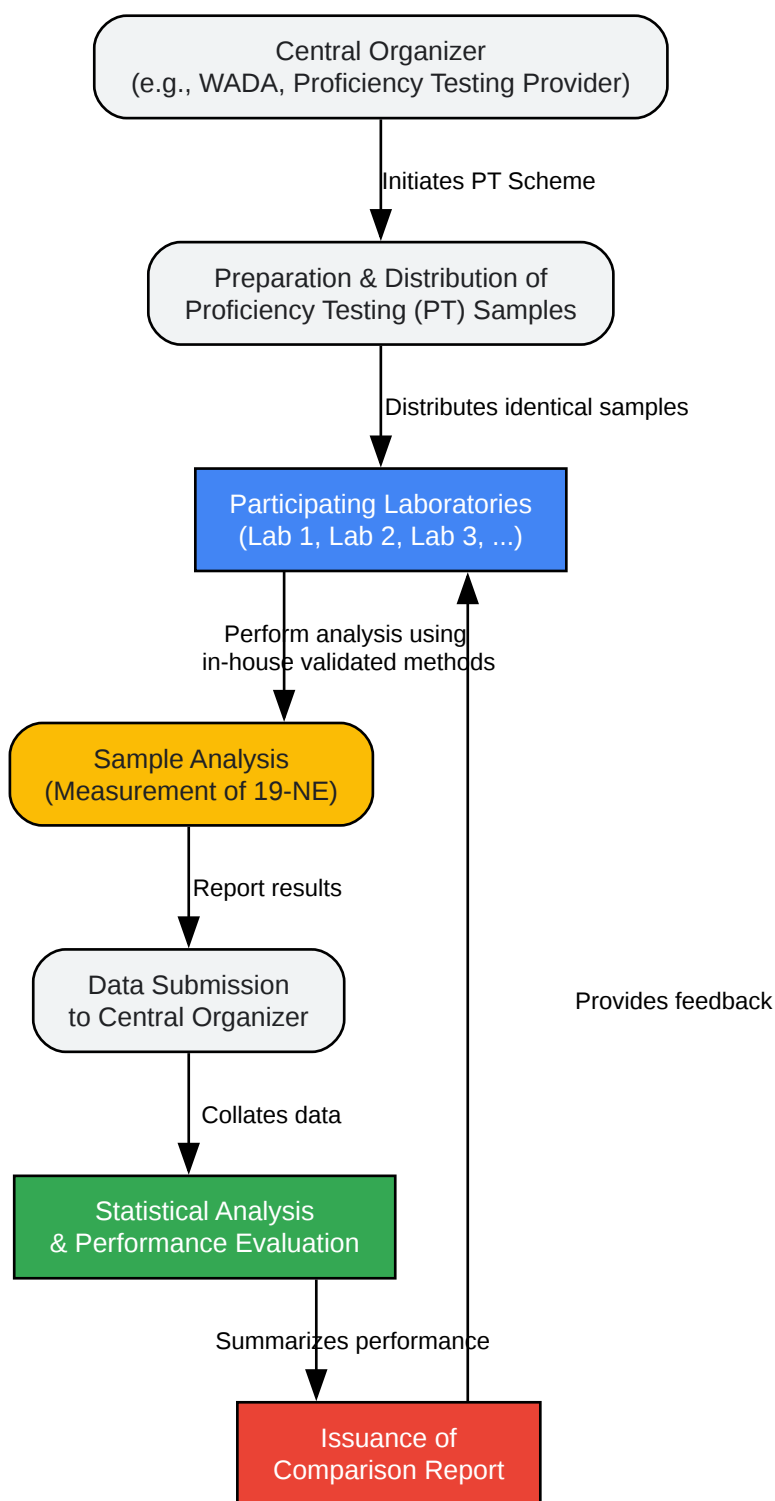 Central Organizer
(e.g., WADA, Proficiency Testing Provider)
Initiates PT Scheme
Preparation & Distribution of
Proficiency Testing (PT) Samples
Distributes identical samples
Participating Laboratories
(Lab 1, Lab 2, Lab 3, ...)
Perform analysis using
in-house validated methods
Sample Analysis
(Measurement of 19-NE)
Report results
Data Submission
to Central Organizer
Provides feedback
Collates data
Statistical Analysis
& Performance Evaluation
Summarizes performance
Issuance of
Comparison Report